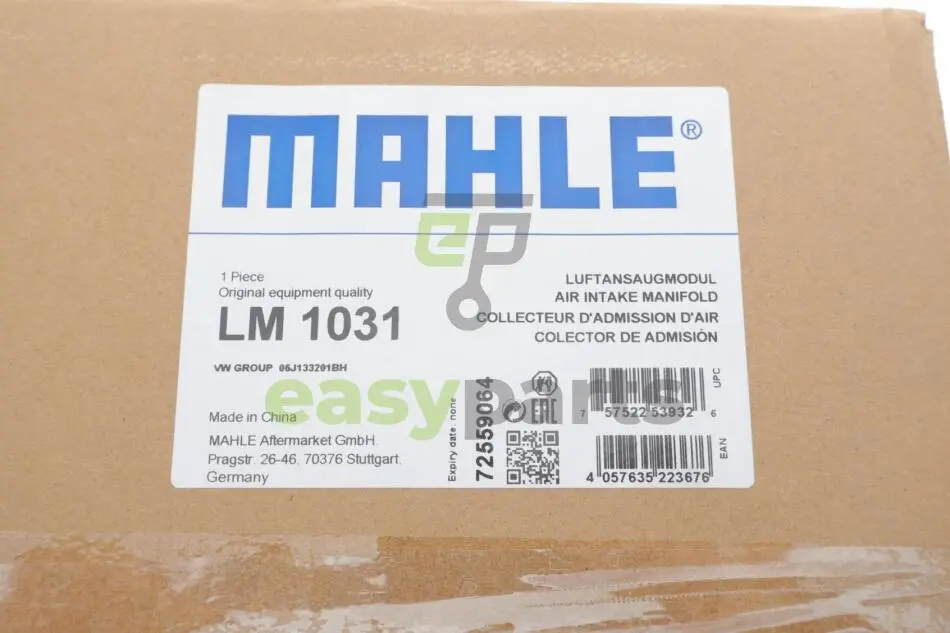 MAHLE®
1 Piece
Original equipment quality
LM 1031
VW GROUP 06J133201BH
Made in China
MAHLE Aftermarket GmbH
Pragstr. 26-46, 70376 Stuttgart.
Germany
LUFTANSAUGMODUL
AIR INTAKE MANIFOLD
COLLECTEUR D'ADMISSION D'AIR
COLECTOR DE ADMISIÓN
Expiry date: none
72559064
EAC
7 57522 53932 6
UPC
4 057635 223676
EAN
ep
easyparts